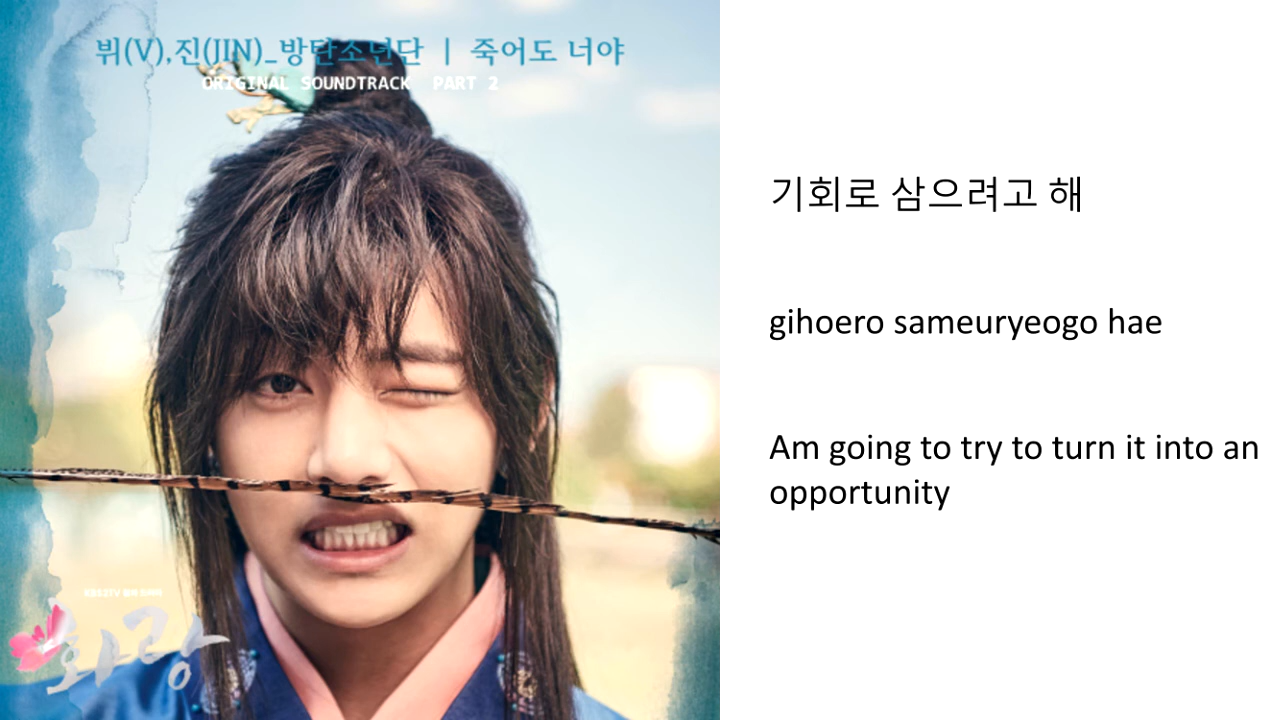 뷔(V),진(JIN)_방탄소년단 | 죽어도 너야
ORIGINAL SOUNDTRACK PART 2
기회로 삼으려고 해
gihoero sameuryeogo hae
Am going to try to turn it into an
opportunity
화랑